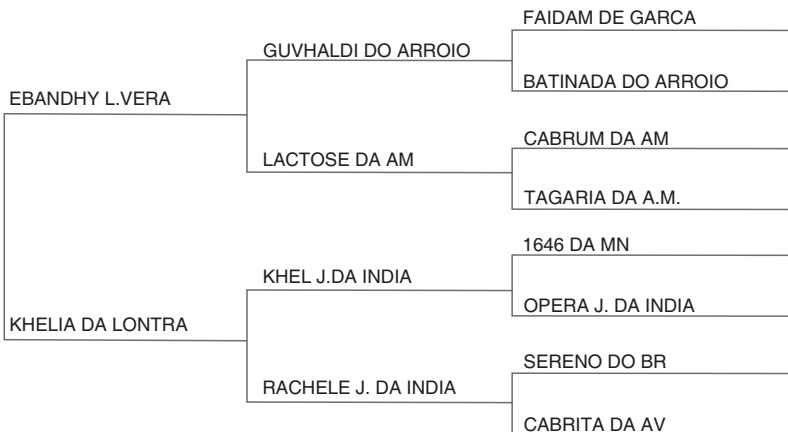 FAIDAM DE GARCA
GUVHALDI DO ARROIO
BATINADA DO ARROIO
EBANDHY L.VERA
CABRUM DA AM
LACTOSE DA AM
TAGARIA DA A.M.
1646 DA MN
KHEL J.DA INDIA
OPERA J. DA INDIA
KHELIA DA LONTRA
SERENO DO BR
RACHELE J. DA INDIA
CABRITA DA AV